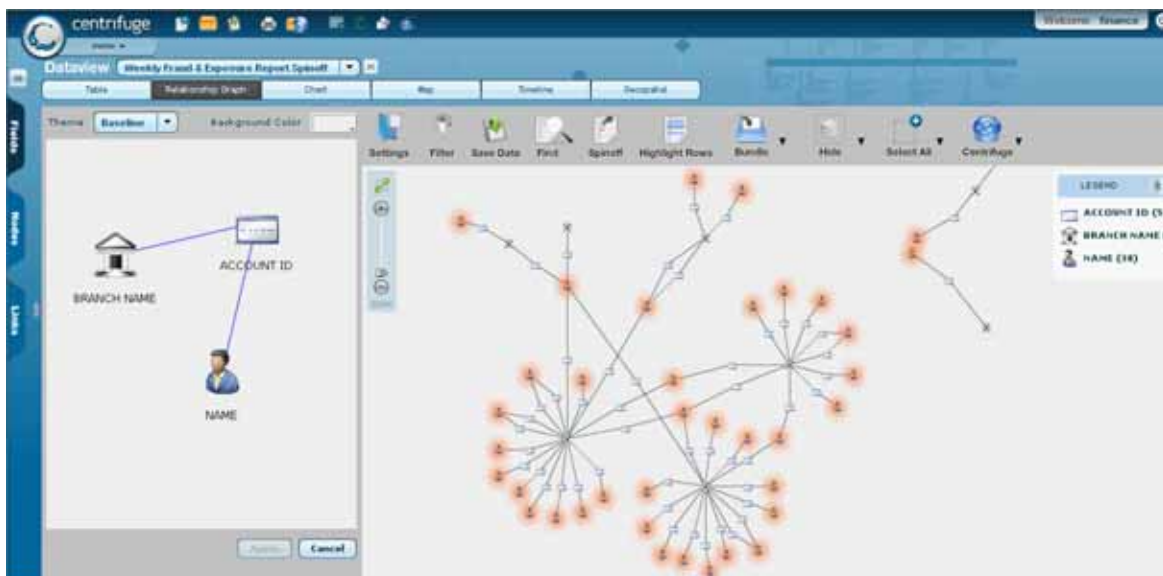 centrifuge
Welcome finance
Dataview Weekly Fraud & Exposure Report.Spinoff
Table Relationship Graph Chart Map Timeline Geospatial
Theme Baseline Background Color
Settings Filter Save Data Find Spinoff Highlight Rows Bundle Hide Select All Centrifuge
Fields
Nodes
Links
ACCOUNT ID
BRANCH NAME
NAME
LEGEND
ACCOUNT ID (5
BRANCH NAME
NAME (38)
Apply Cancel